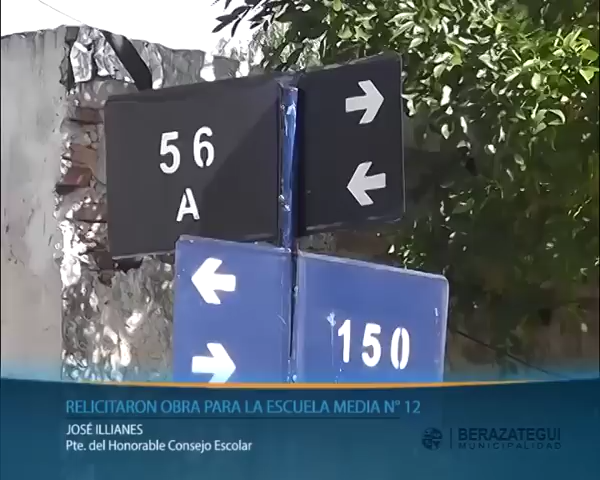 56
A
150
RELICITARON OBRA PARA LA ESCUELA MEDIA N° 12
JOSÉ ILLIANES
Pte. del Honorable Consejo Escolar
BERAZATEGUI
MUNICIPALIDAD